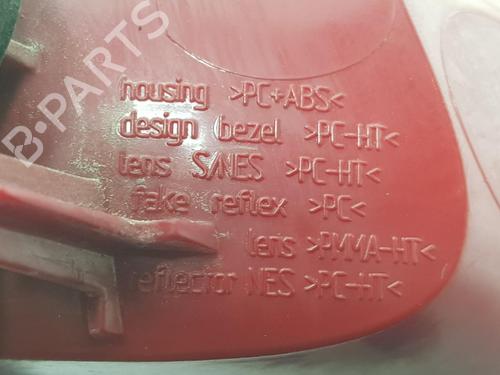 B-PARTS
housing >PC+ABS<
design bezel >PC-HT<
lens S/NES >PC-HT<
fake reflex >PC<
lens >PMMA-HT<
reflector NES >PC-HT<